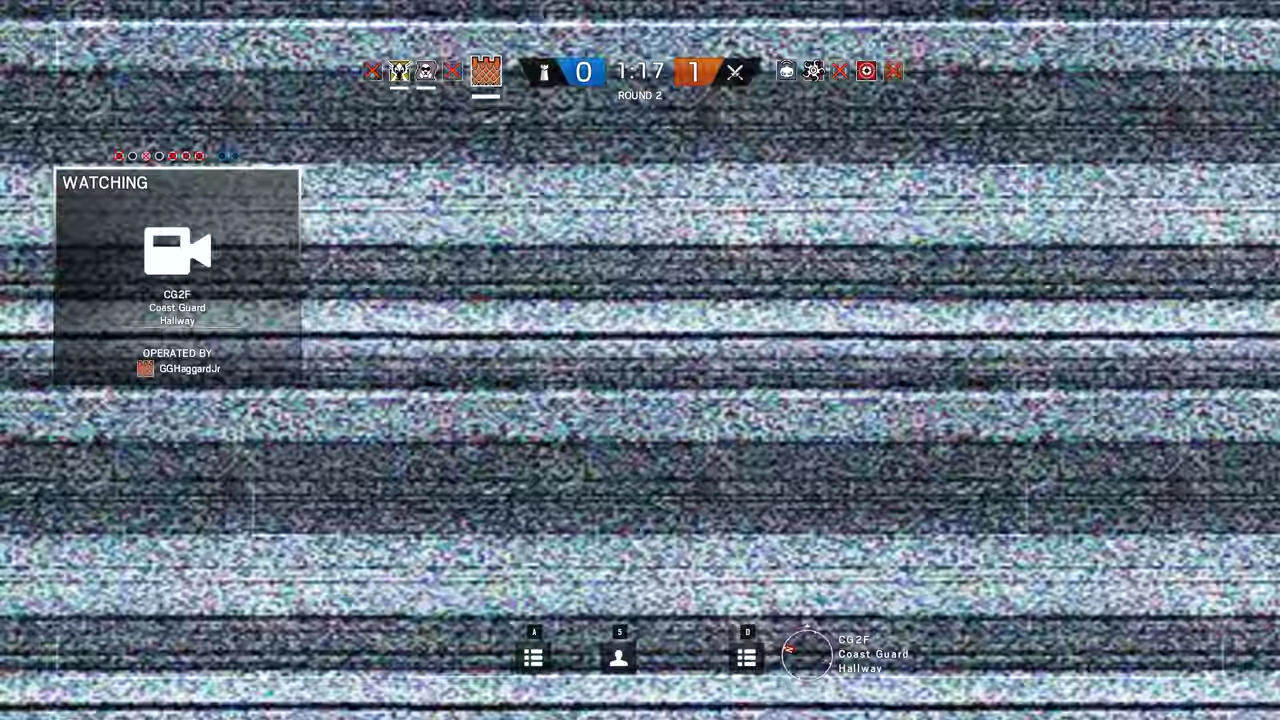 0 1:17 1
ROUND 2
WATCHING
CG2F
Coast Guard
Hallway
OPERATED BY
GGHaggardJr
A
S
D
CG2F
Coast Guard
Hallway